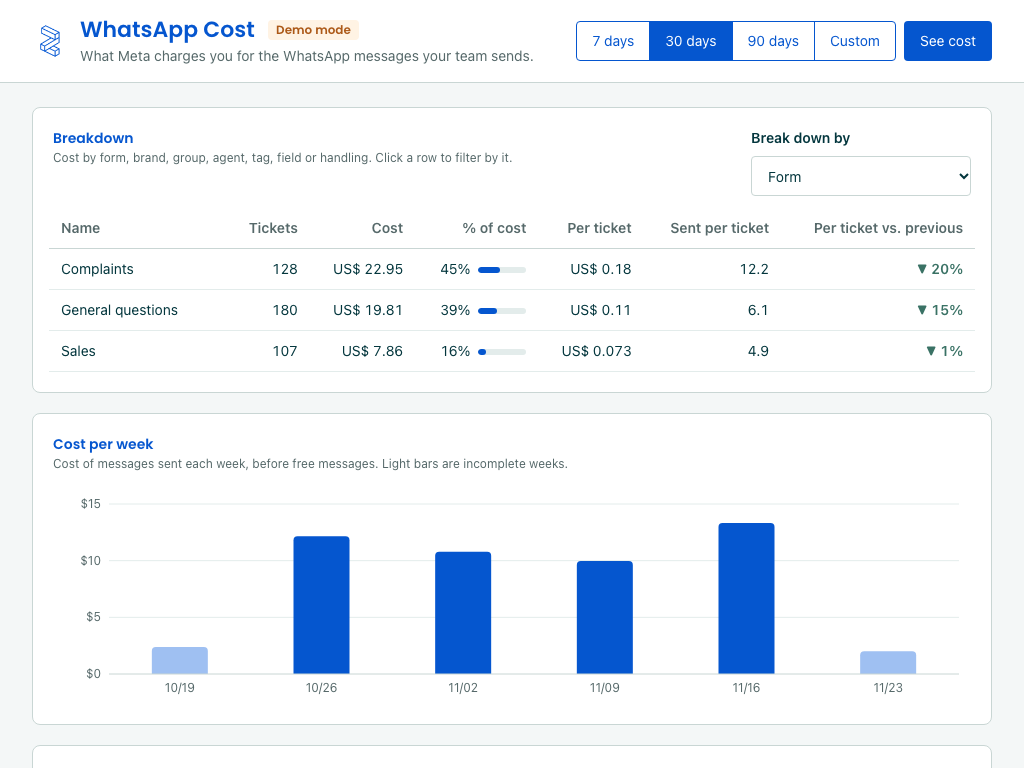 WhatsApp Cost Demo mode
What Meta charges you for the WhatsApp messages your team sends.
7 days 30 days 90 days Custom See cost
Breakdown
Cost by form, brand, group, agent, tag, field or handling. Click a row to filter by it.
Break down by
Form
Name Tickets Cost % of cost Per ticket Sent per ticket Per ticket vs. previous
Complaints 128 US$ 22.95 45% US$ 0.18 12.2 ▼ 20%
General questions 180 US$ 19.81 39% US$ 0.11 6.1 ▼ 15%
Sales 107 US$ 7.86 16% US$ 0.073 4.9 ▼ 1%
Cost per week
Cost of messages sent each week, before free messages. Light bars are incomplete weeks.
$15
$10
$5
$0
10/19 10/26 11/02 11/09 11/16 11/23